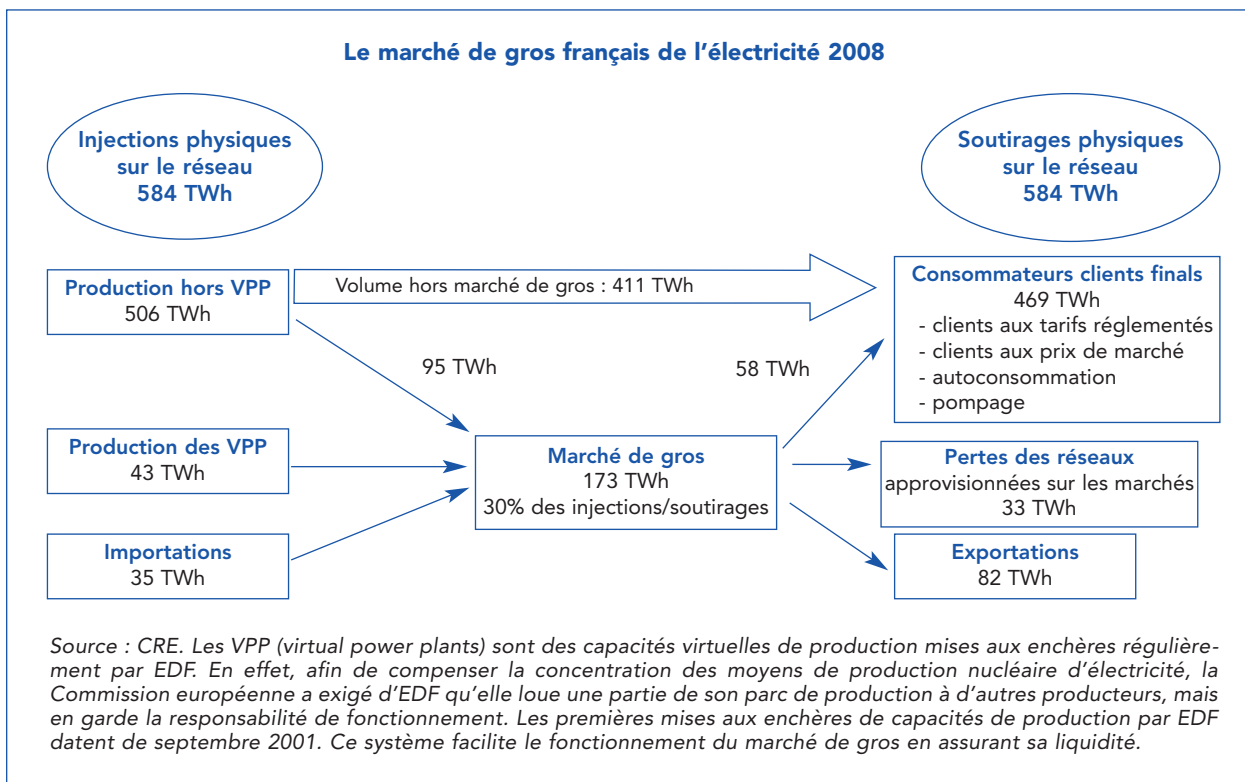 Le marché de gros français de l'électricité 2008
Injections physiques
sur le réseau
584 TWh
Soutirages physiques
sur le réseau
584 TWh
Production hors VPP
506 TWh
Volume hors marché de gros : 411 TWh
Consommateurs clients finals
469 TWh
- clients aux tarifs réglementés
- clients aux prix de marché
- autoconsommation
- pompage
95 TWh
58 TWh
Production des VPP
43 TWh
Marché de gros
173 TWh
30% des injections/soutirages
Pertes des réseaux
approvisionnées sur les marchés
33 TWh
Importations
35 TWh
Exportations
82 TWh
Source : CRE. Les VPP (virtual power plants) sont des capacités virtuelles de production mises aux enchères régulière-
ment par EDF. En effet, afin de compenser la concentration des moyens de production nucléaire d'électricité, la
Commission européenne a exigé d'EDF qu'elle loue une partie de son parc de production à d'autres producteurs, mais
en garde la responsabilité de fonctionnement. Les premières mises aux enchères de capacités de production par EDF
datent de septembre 2001. Ce système facilite le fonctionnement du marché de gros en assurant sa liquidité.